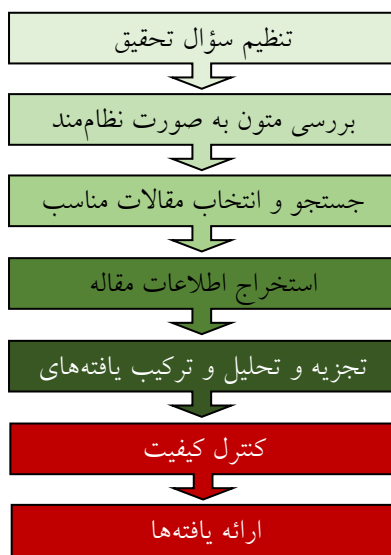 تنظیم سؤال تحقیق
بررسی متون به صورت نظام‌مند
جستجو و انتخاب مقالات مناسب
استخراج اطلاعات مقاله
تجزیه و تحلیل و ترکیب یافته‌های
کنترل کیفیت
ارائه یافته‌ها